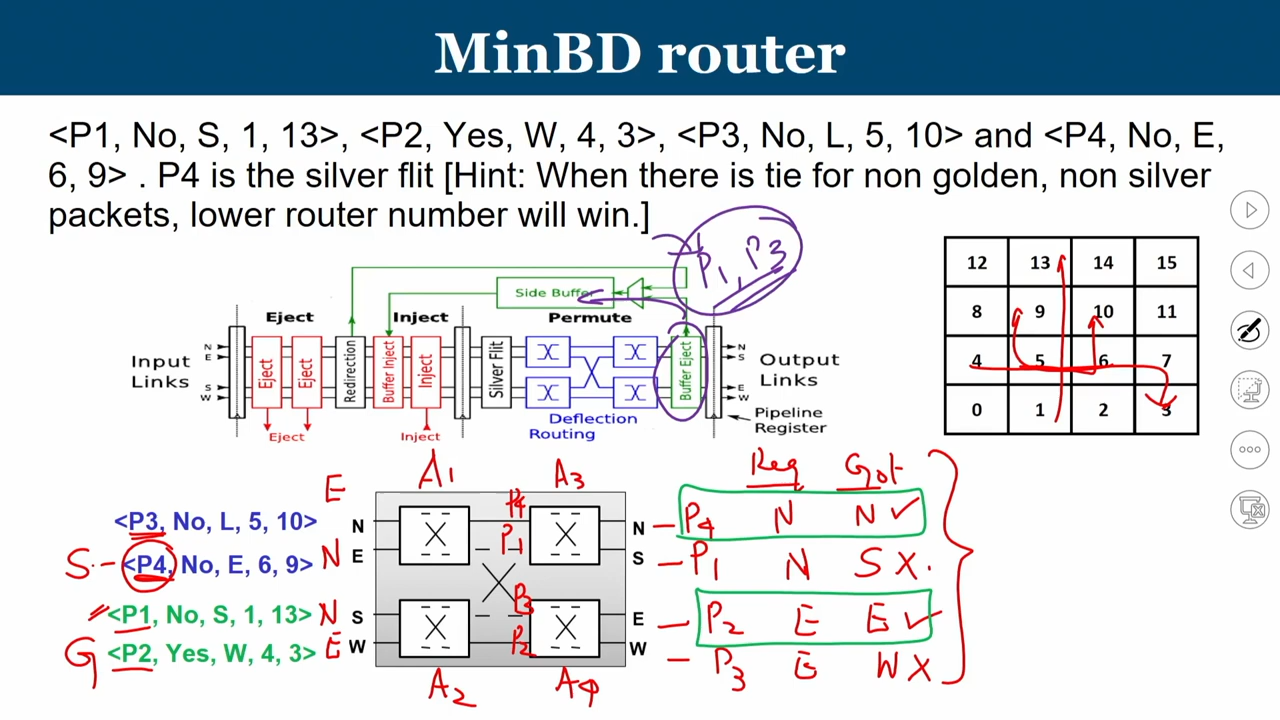 MinBD router
<P1, No, S, 1, 13>, <P2, Yes, W, 4, 3>, <P3, No, L, 5, 10> and <P4, No, E,
6, 9> . P4 is the silver flit [Hint: When there is tie for non golden, non silver
packets, lower router number will win.]
P1, P3
Side Buffer
Eject Inject Permute
Input
Links
N
E
S
W
Eject
Eject
Redirection
Buffer Inject
Inject
Silver Flit
Buffer Eject
N
S
E
W
Output
Links
Eject
Inject
Deflection
Routing
Pipeline
Register
12 13 14 15
8 9 10 11
4 5 6 7
0 1 2 3
A1 A3 Req Got
E
<P3, No, L, 5, 10> N P4 N P4 N N ✓
S - <P4, No, E, 6, 9> N E P1 S P1 N S X
<P1, No, S, 1, 13> N S P3 E P2 E E ✓
G <P2, Yes, W, 4, 3> E W P2 W P3 E W X
A2 A4